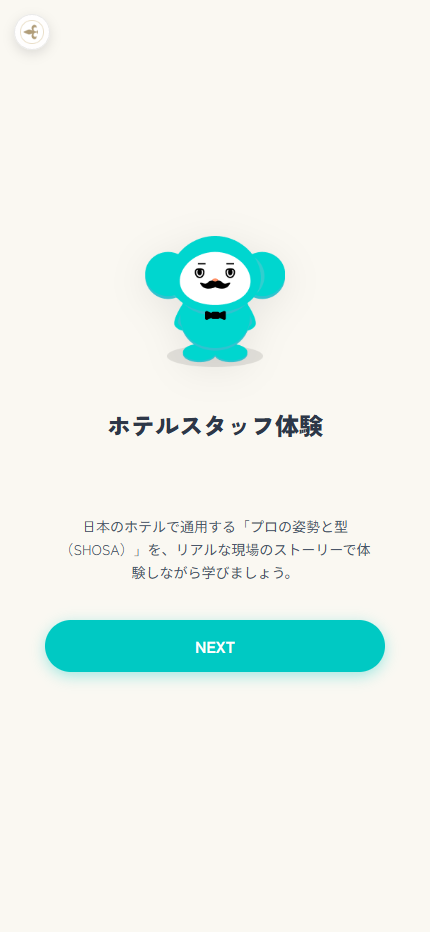 ホテルスタッフ体験
日本のホテルで通用する「プロの姿勢と型
（SHOSA）」を、リアルな現場のストーリーで体
験しながら学びましょう。
NEXT